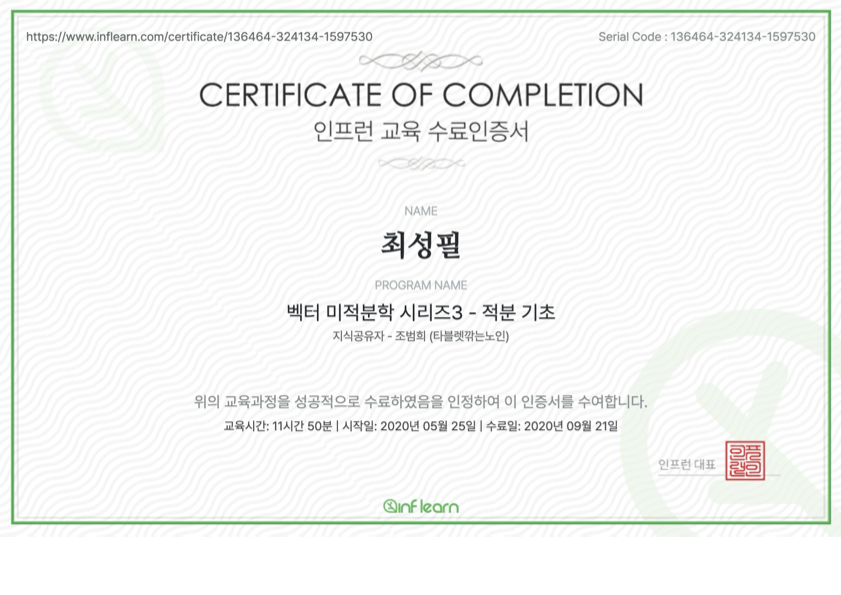 https://www.inflearn.com/certificate/136464-324134-1597530
Serial Code : 136464-324134-1597530
CERTIFICATE OF COMPLETION
인프런 교육 수료인증서
NAME
최성필
PROGRAM NAME
벡터 미적분학 시리즈3 - 적분 기초
지식공유자 - 조범희 (타블렛깎는노인)
위의 교육과정을 성공적으로 수료하였음을 인정하여 이 인증서를 수여합니다.
교육시간: 11시간 50분 | 시작일: 2020년 05월 25일 | 수료일: 2020년 09월 21일
인프런 대표
inflearn